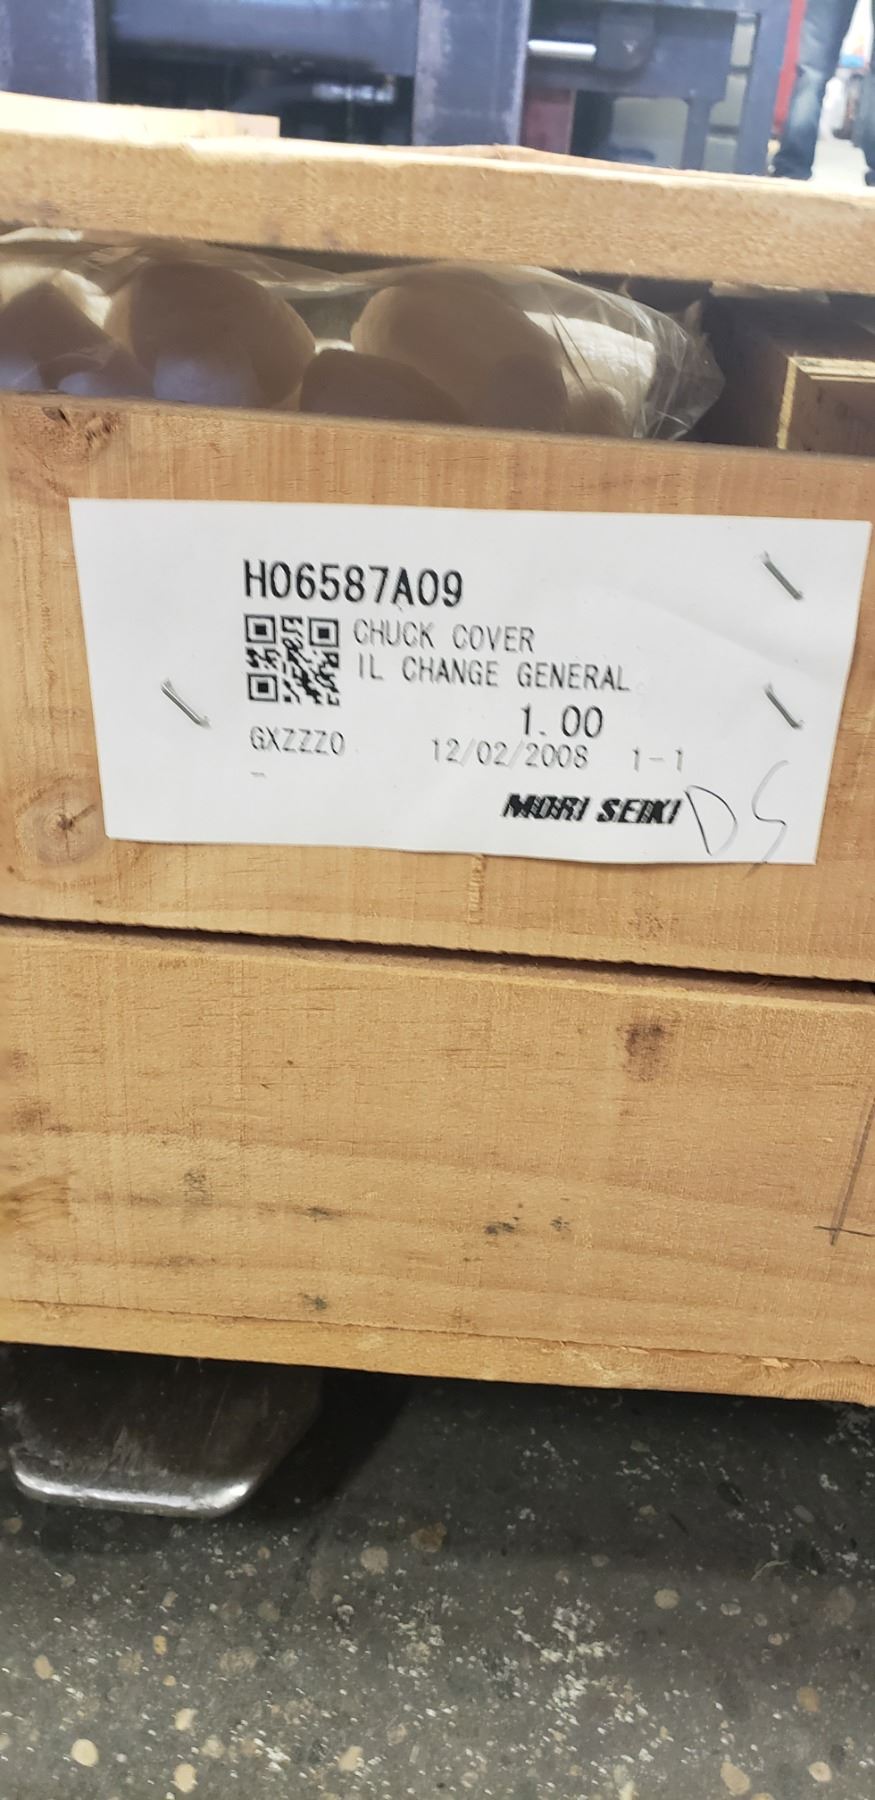 H06587A09
CHUCK COVER
IL CHANGE GENERAL
1.00
GXZZZ0 12/02/2008 1-1
-
MORI SEIKI DS